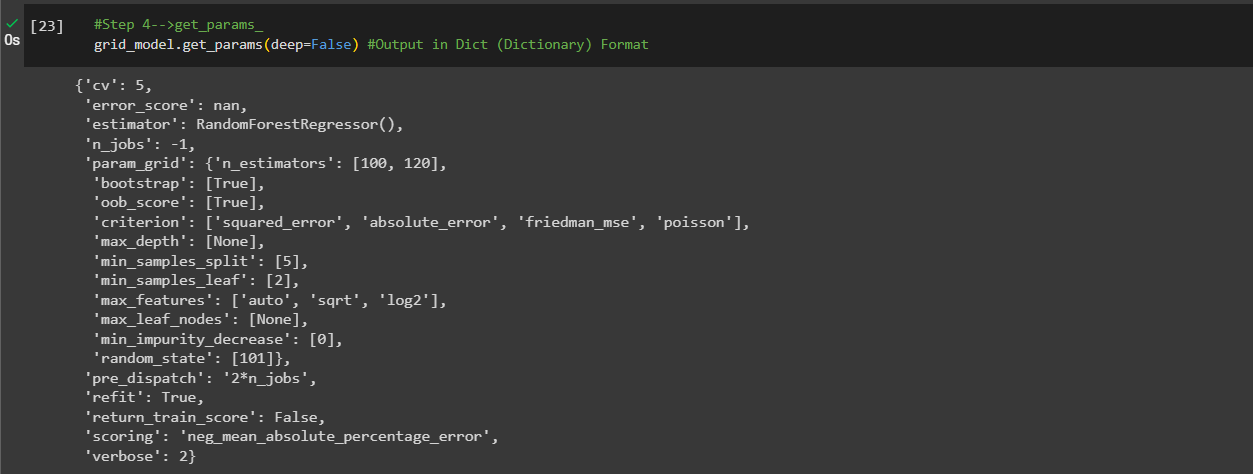 [23] #Step 4-->get_params_
0s grid_model.get_params(deep=False) #Output in Dict (Dictionary) Format
{'cv': 5,
'error_score': nan,
'estimator': RandomForestRegressor(),
'n_jobs': -1,
'param_grid': {'n_estimators': [100, 120],
'bootstrap': [True],
'oob_score': [True],
'criterion': ['squared_error', 'absolute_error', 'friedman_mse', 'poisson'],
'max_depth': [None],
'min_samples_split': [5],
'min_samples_leaf': [2],
'max_features': ['auto', 'sqrt', 'log2'],
'max_leaf_nodes': [None],
'min_impurity_decrease': [0],
'random_state': [101]},
'pre_dispatch': '2*n_jobs',
'refit': True,
'return_train_score': False,
'scoring': 'neg_mean_absolute_percentage_error',
'verbose': 2}